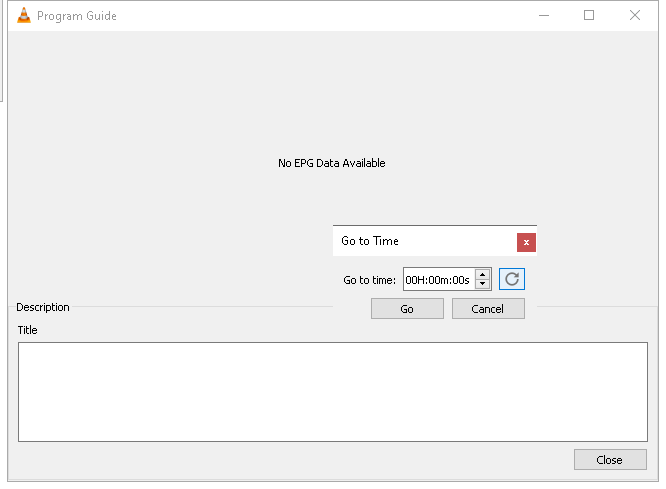 Program Guide
No EPG Data Available
Go to Time
x
Go to time: 00H:00m:00s
Go Cancel
Description
Title
Close